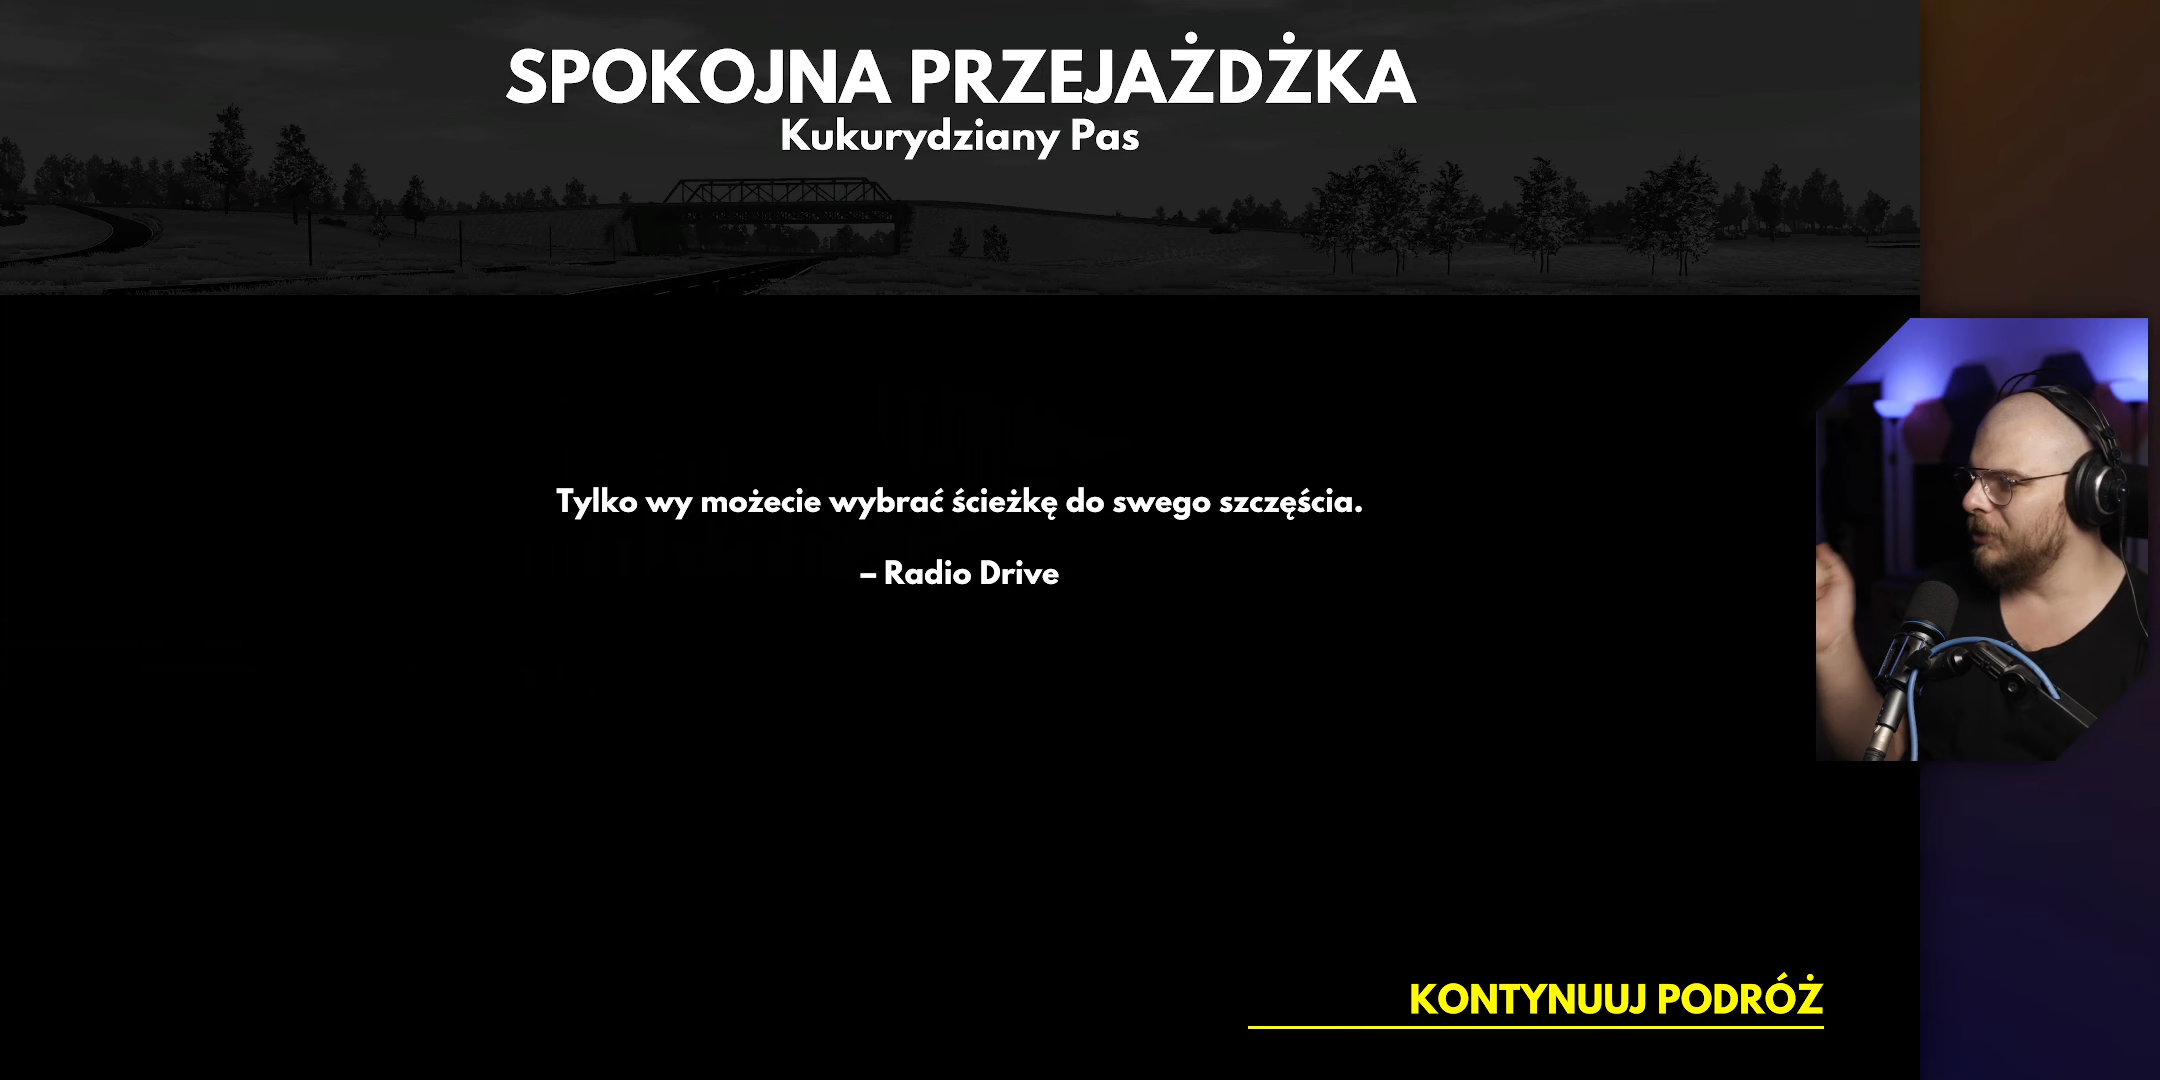 SPOKOJNA PRZEJAŻDŻKA
Kukurydziany Pas
Tylko wy możecie wybrać ścieżkę do swego szczęścia.
– Radio Drive
KONTYNUUJ PODRÓŻ